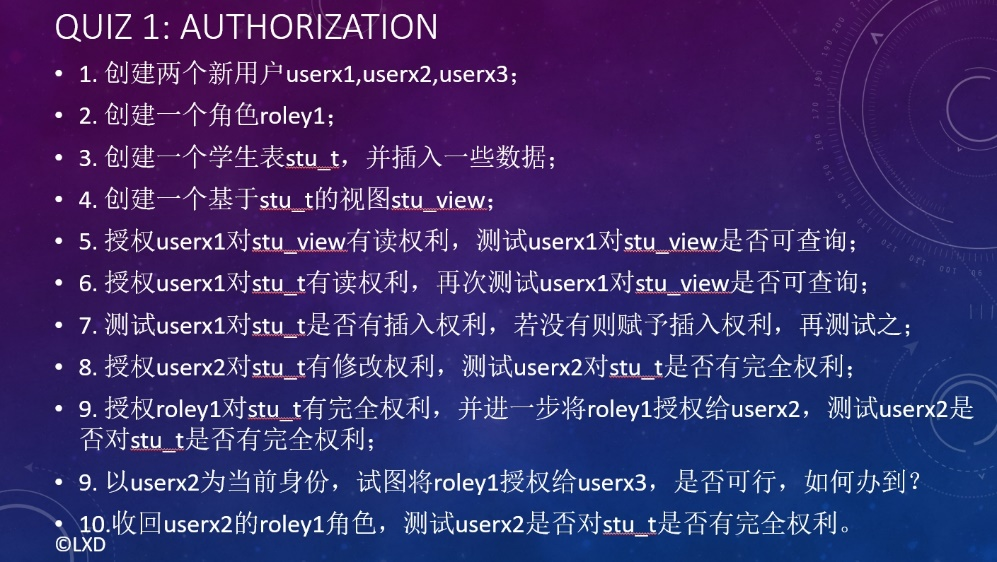 QUIZ 1: AUTHORIZATION
• 1. 创建两个新用户userx1,userx2,userx3；
• 2. 创建一个角色roley1；
• 3. 创建一个学生表stu_t，并插入一些数据；
• 4. 创建一个基于stu_t的视图stu_view；
• 5. 授权userx1对stu_view有读权利，测试userx1对stu_view是否可查询；
• 6. 授权userx1对stu_t有读权利，再次测试userx1对stu_view是否可查询；
• 7. 测试userx1对stu_t是否有插入权利，若没有则赋予插入权利，再测试之；
• 8. 授权userx2对stu_t有修改权利，测试userx2对stu_t是否有完全权利；
• 9. 授权roley1对stu_t有完全权利，并进一步将roley1授权给userx2，测试userx2是
否对stu_t是否有完全权利；
• 9. 以userx2为当前身份，试图将roley1授权给userx3，是否可行，如何办到？
• 10.收回userx2的roley1角色，测试userx2是否对stu_t是否有完全权利。
©LXD